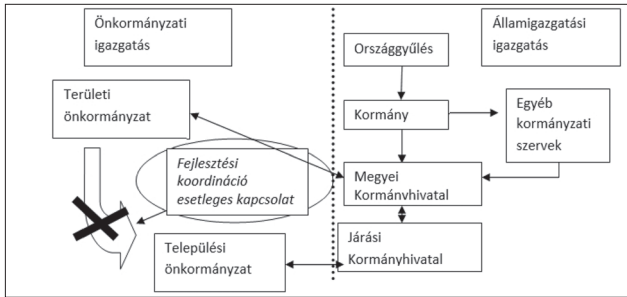 Önkormányzati
igazgatás
Államigazgatási
igazgatás
Országgyűlés
Területi
önkormányzat
Kormány
Egyéb
kormányzati
szervek
Fejlesztési
koordináció
esetleges kapcsolat
Megyei
Kormányhivatal
Települési
önkormányzat
Járási
Kormányhivatal